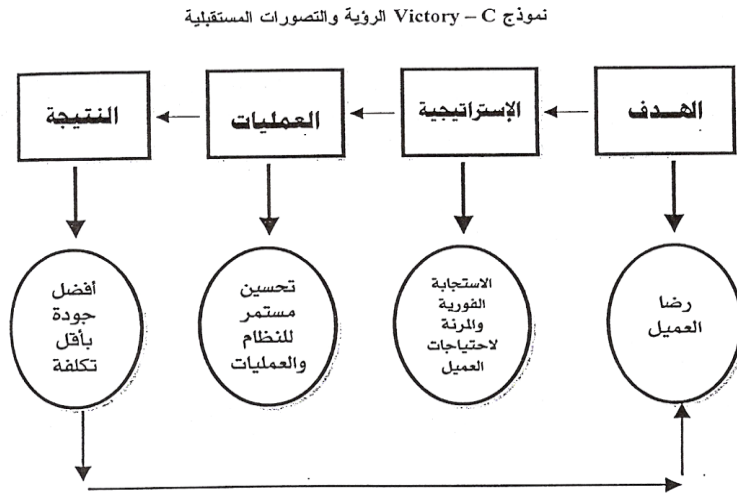 نموذج Victory – C الرؤية والتصورات المستقبلية
الهـدف
الإستراتيجية
العمليات
النتيجة
رضا
العميل
الاستجابة
الفورية
والمرنة
لاحتياجات
العميل
تحسين
مستمر
للنظام
والعمليات
أفضل
جودة
بأقل
تكلفة